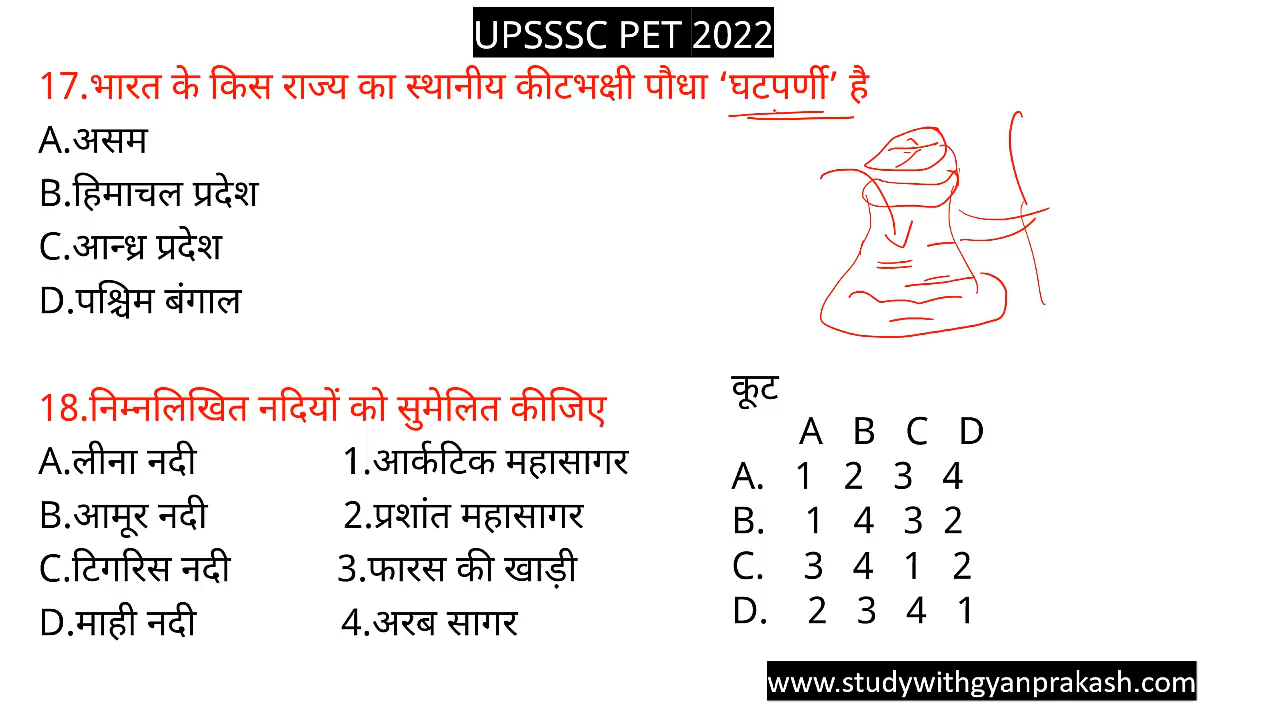 UPSSSC PET 2022
17.भारत के किस राज्य का स्थानीय कीटभक्षी पौधा ‘घटपर्णी’ है
A.असम
B.हिमाचल प्रदेश
C.आन्ध्र प्रदेश
D.पश्चिम बंगाल
18.निम्नलिखित नदियों को सुमेलित कीजिए
A.लीना नदी 1.आर्कटिक महासागर
B.आमूर नदी 2.प्रशांत महासागर
C.टिगरिस नदी 3.फारस की खाड़ी
D.माही नदी 4.अरब सागर
कूट
A B C D
A. 1 2 3 4
B. 1 4 3 2
C. 3 4 1 2
D. 2 3 4 1
www.studywithgyanprakash.com